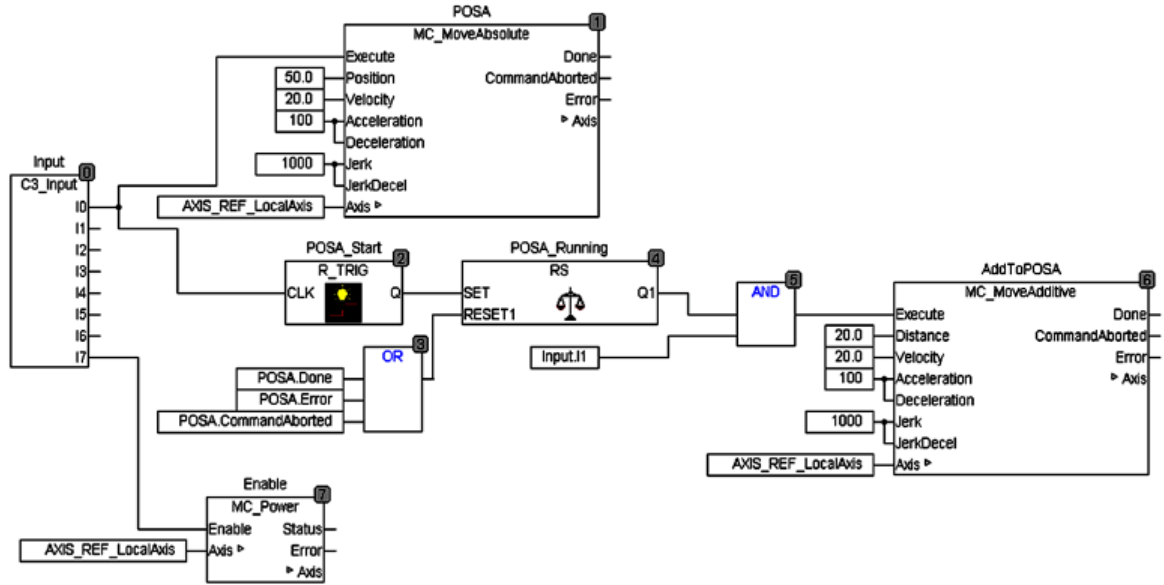 POSA
1
MC_MoveAbsolute
Execute Done
50.0 Position CommandAborted
20.0 Velocity Error
100 Acceleration Axis
Deceleration
1000 Jerk
JerkDecel
AXIS_REF_LocalAxis Axis
Input
0
C3_Input
I0
I1
I2
I3
I4
I5
I6
I7
POSA_Start
2
R_TRIG
CLK Q
POSA_Running
4
RS
SET Q1
RESET1
3
OR
POSA.Done
POSA.Error
POSA.CommandAborted
5
AND
Input.I1
AddToPOSA
6
MC_MoveAdditive
Execute Done
20.0 Distance CommandAborted
20.0 Velocity Error
100 Acceleration Axis
Deceleration
1000 Jerk
JerkDecel
AXIS_REF_LocalAxis Axis
Enable
7
MC_Power
Enable Status
AXIS_REF_LocalAxis Axis Error
Axis